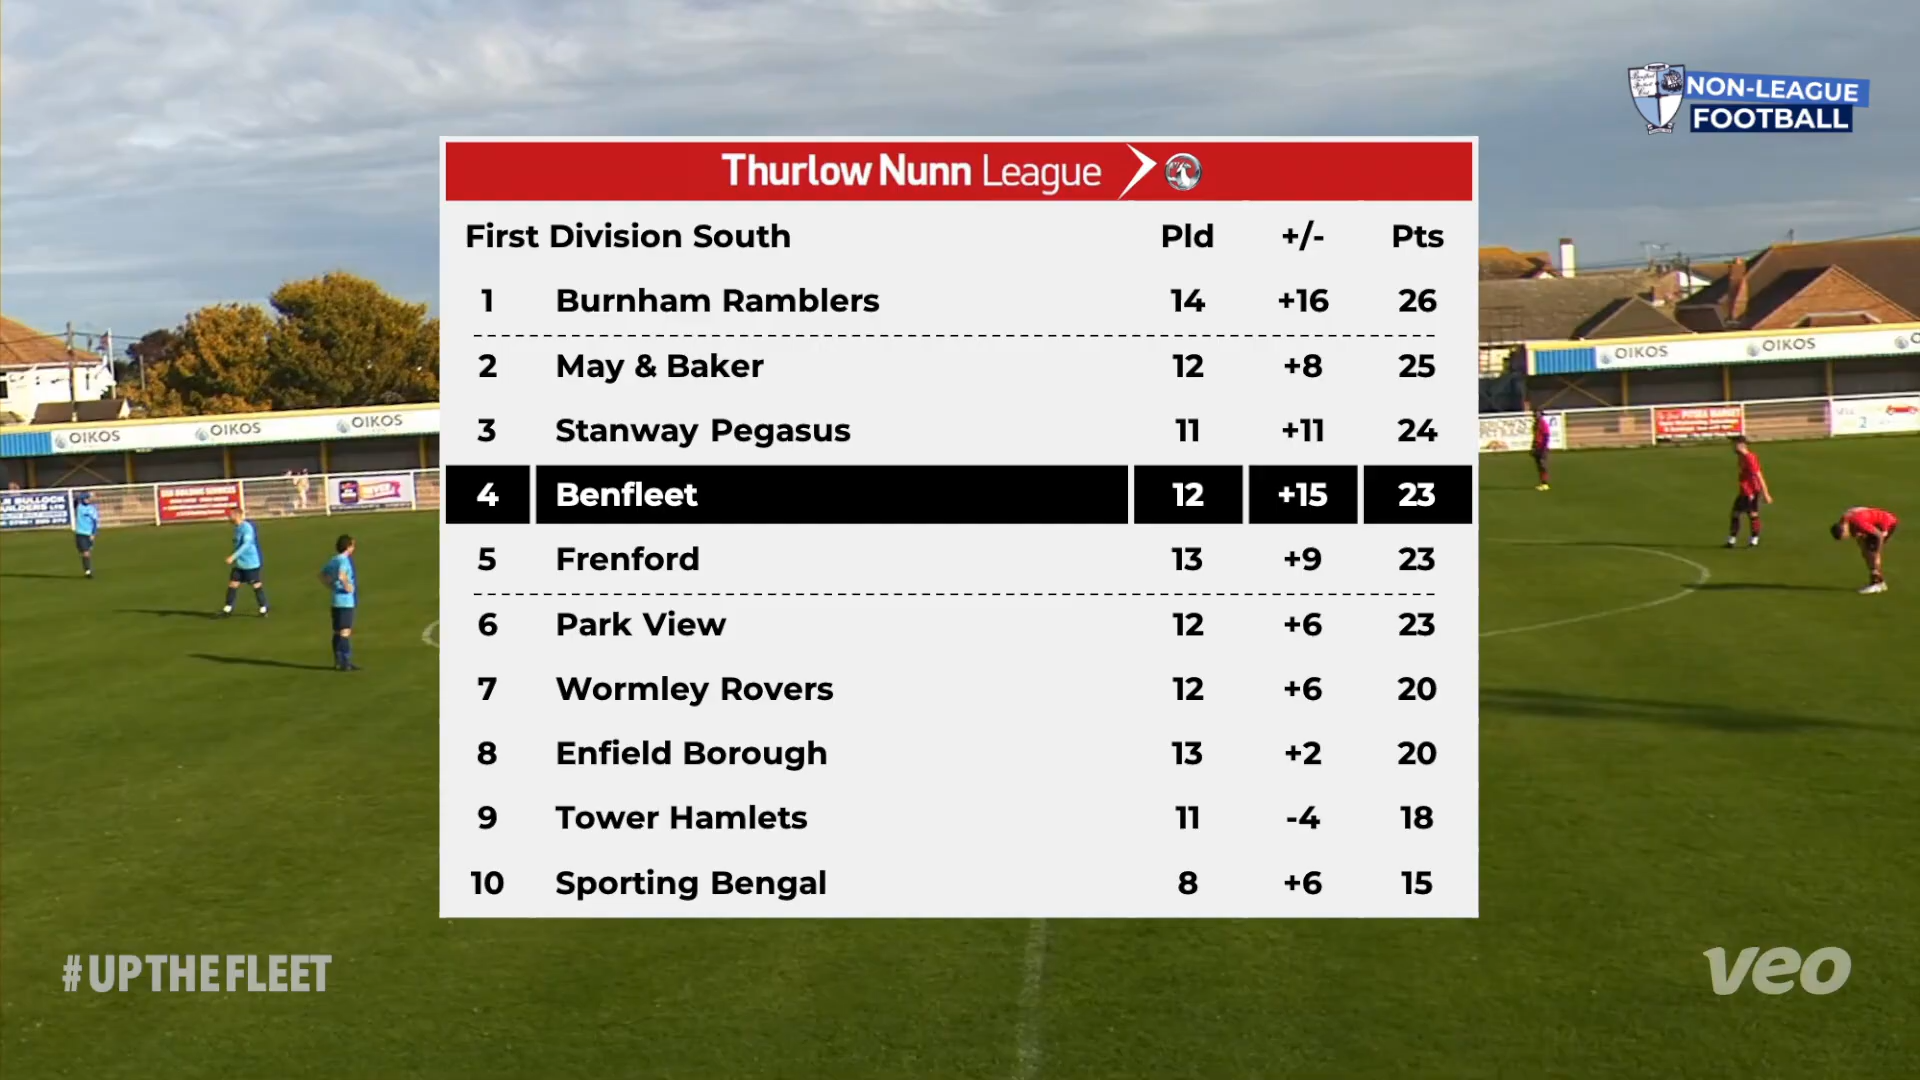 NON-LEAGUE
FOOTBALL
Thurlow Nunn League
First Division South Pld +/- Pts
1 Burnham Ramblers 14 +16 26
2 May & Baker 12 +8 25
3 Stanway Pegasus 11 +11 24
4 Benfleet 12 +15 23
5 Frenford 13 +9 23
6 Park View 12 +6 23
7 Wormley Rovers 12 +6 20
8 Enfield Borough 13 +2 20
9 Tower Hamlets 11 -4 18
10 Sporting Bengal 8 +6 15
OIKOS OIKOS OIKOS
OIKOS OIKOS
PITSEA MARKET
#UPTHEFLEET
veo